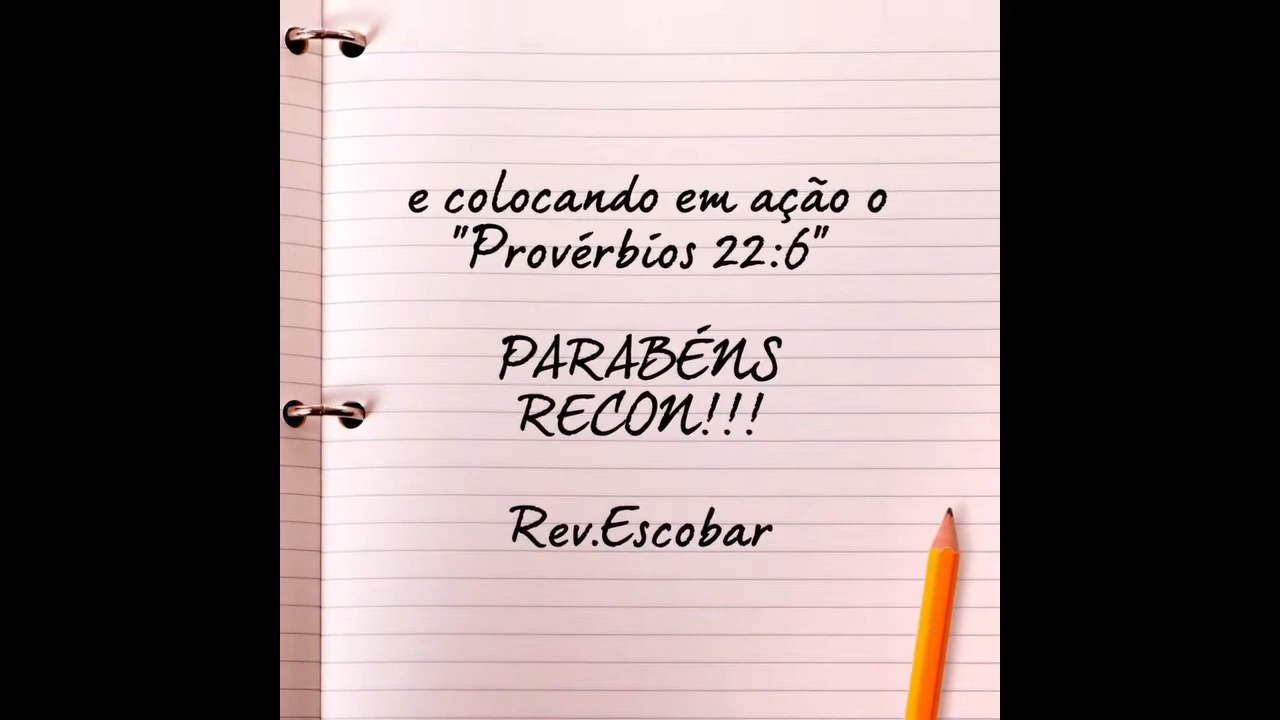 e colocando em ação o
"Provérbios 22:6"
PARABÉNS
RECON!!!
Rev.Escobar